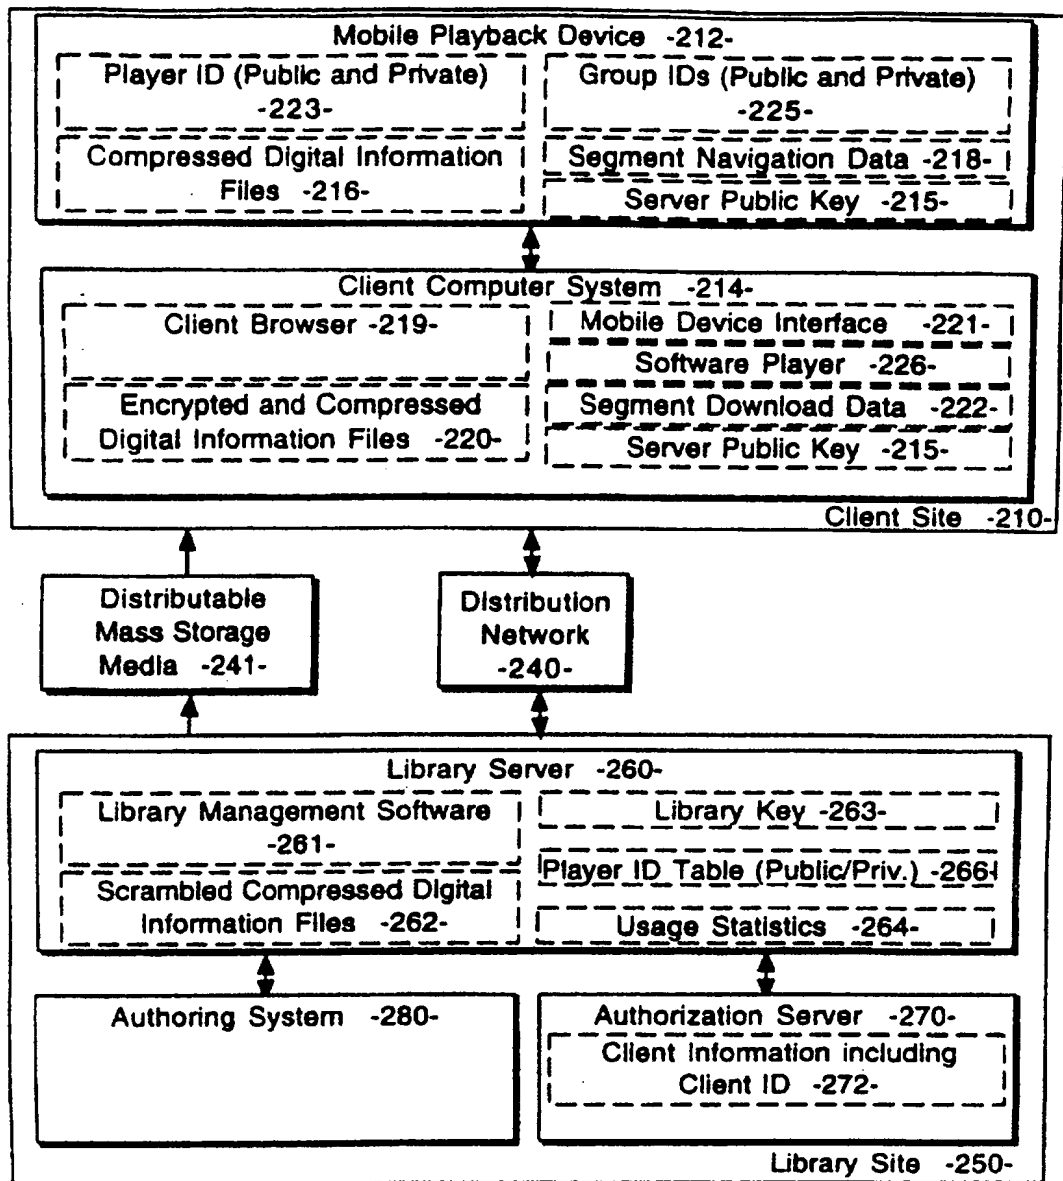 Mobile Playback Device -212-
Player ID (Public and Private)
-223-
Group IDs (Public and Private)
-225-
Compressed Digital Information
Files -216-
Segment Navigation Data -218-
Server Public Key -215-
Client Computer System -214-
Client Browser -219-
Mobile Device Interface -221-
Software Player -226-
Encrypted and Compressed
Digital Information Files -220-
Segment Download Data -222-
Server Public Key -215-
Client Site -210-
Distributable
Mass Storage
Media -241-
Distribution
Network
-240-
Library Server -260-
Library Management Software
-261-
Library Key -263-
Player ID Table (Public/Priv.) -266-
Scrambled Compressed Digital
Information Files -262-
Usage Statistics -264-
Authoring System -280-
Authorization Server -270-
Client Information including
Client ID -272-
Library Site -250-